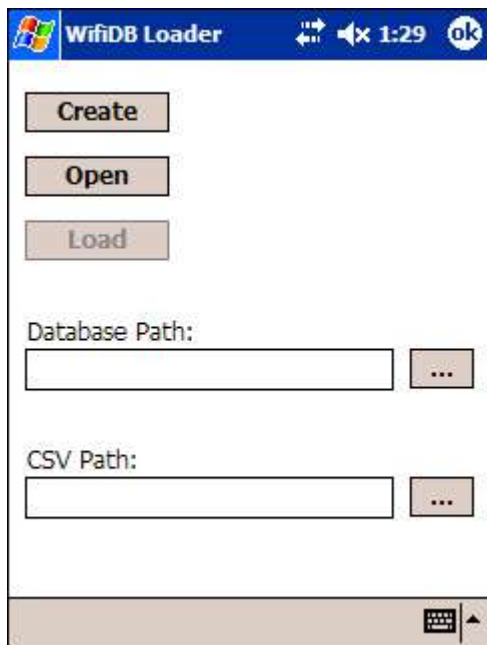 WifiDB Loader 1:29 ok
Create
Open
Load
Database Path:
...
CSV Path:
...